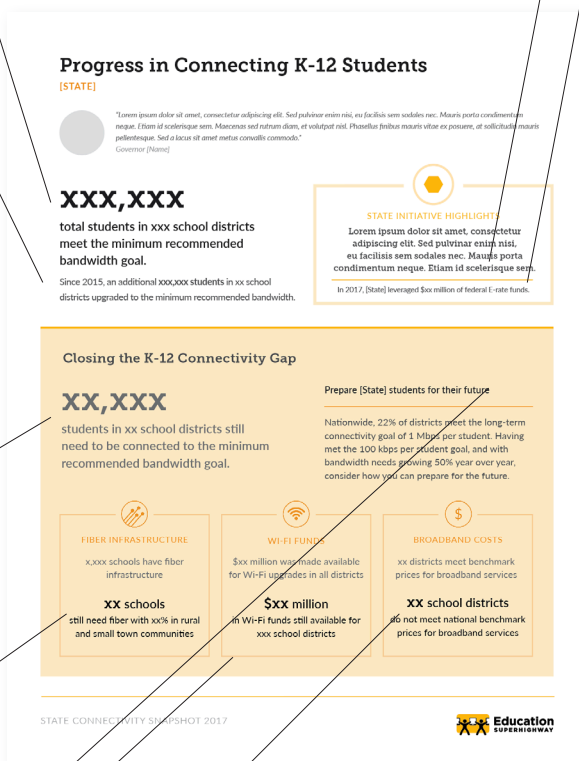 Progress in Connecting K-12 Students
[STATE]
"Lorem ipsum dolor sit amet, consectetur adipiscing elit. Sed pulvinar enim nisi, eu facilisis sem sodales nec. Mauris porta condimentum
neque. Etiam id scelerisque sem. Maecenas sed rutrum diam, et volutpat nisl. Phasellus finibus mauris vitae ex posuere, at sollicitudin mauris
pellentesque. Sed a lacus sit amet metus convallis commodo."
Governor [Name]
xxx,xxx
total students in xxx school districts
meet the minimum recommended
bandwidth goal.
Since 2015, an additional xxx,xxx students in xx school
districts upgraded to the minimum recommended bandwidth.
STATE INITIATIVE HIGHLIGHTS
Lorem ipsum dolor sit amet, consectetur
adipiscing elit. Sed pulvinar enim nisi,
eu facilisis sem sodales nec. Mauris porta
condimentum neque. Etiam id scelerisque sem.
In 2017, [State] leveraged $xx million of federal E-rate funds.
Closing the K-12 Connectivity Gap
xx,xxx
students in xx school districts still
need to be connected to the minimum
recommended bandwidth goal.
Prepare [State] students for their future
Nationwide, 22% of districts meet the long-term
connectivity goal of 1 Mbps per student. Having
met the 100 kbps per student goal, and with
bandwidth needs growing 50% year over year,
consider how you can prepare for the future.
FIBER INFRASTRUCTURE
x,xxx schools have fiber
infrastructure
xx schools
still need fiber with xx% in rural
and small town communities
WI-FI FUNDS
$xx million was made available
for Wi-Fi upgrades in all districts
$xx million
in Wi-Fi funds still available for
xxx school districts
$
BROADBAND COSTS
xx districts meet benchmark
prices for broadband services
xx school districts
do not meet national benchmark
prices for broadband services
STATE CONNECTIVITY SNAPSHOT 2017
Education
SUPERHIGHWAY